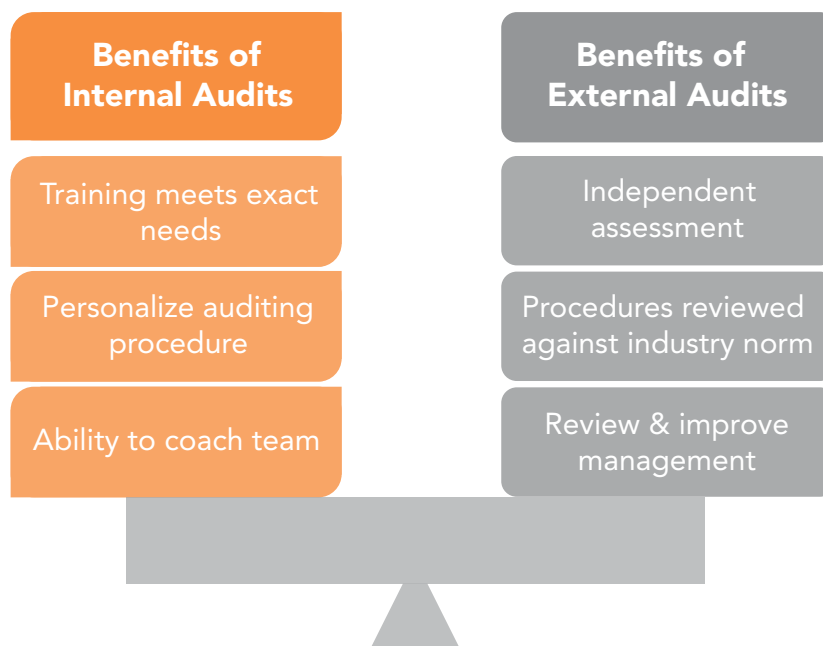 Benefits of
Internal Audits
Training meets exact
needs
Personalize auditing
procedure
Ability to coach team
Benefits of
External Audits
Independent
assessment
Procedures reviewed
against industry norm
Review & improve
management